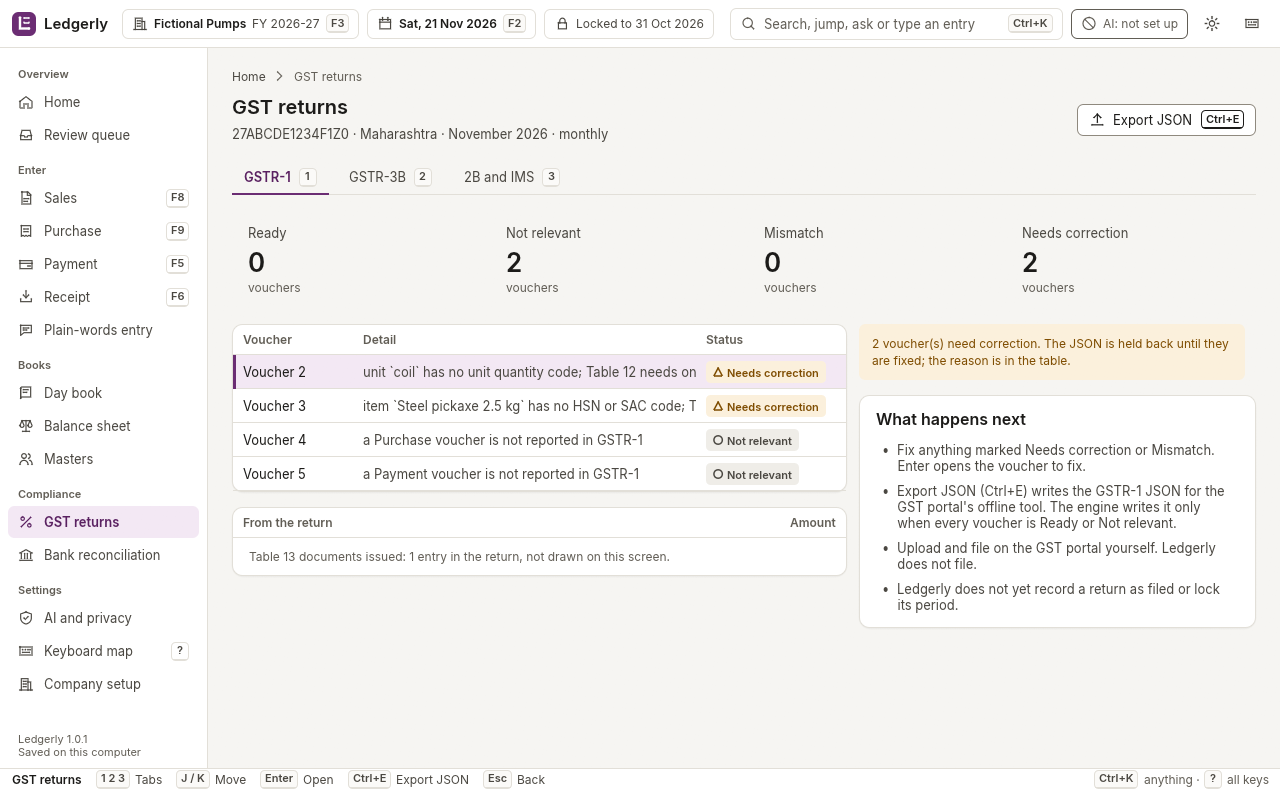 Ledgerly
Fictional Pumps FY 2026-27 F3
Sat, 21 Nov 2026 F2
Locked to 31 Oct 2026
Search, jump, ask or type an entry Ctrl+K
AI: not set up
Overview
Home
Review queue
Enter
Sales F8
Purchase F9
Payment F5
Receipt F6
Plain-words entry
Books
Day book
Balance sheet
Masters
Compliance
GST returns
Bank reconciliation
Settings
AI and privacy
Keyboard map ?
Company setup
Ledgerly 1.0.1
Saved on this computer
Home > GST returns
GST returns
27ABCDE1234F1Z0 · Maharashtra · November 2026 · monthly
Export JSON Ctrl+E
GSTR-1 1
GSTR-3B 2
2B and IMS 3
Ready
0
vouchers
Not relevant
2
vouchers
Mismatch
0
vouchers
Needs correction
2
vouchers
Voucher Detail Status
Voucher 2 unit `coil` has no unit quantity code; Table 12 needs on Needs correction
Voucher 3 item `Steel pickaxe 2.5 kg` has no HSN or SAC code; T Needs correction
Voucher 4 a Purchase voucher is not reported in GSTR-1 Not relevant
Voucher 5 a Payment voucher is not reported in GSTR-1 Not relevant
From the return Amount
Table 13 documents issued: 1 entry in the return, not drawn on this screen.
2 voucher(s) need correction. The JSON is held back until they
are fixed; the reason is in the table.
What happens next
• Fix anything marked Needs correction or Mismatch.
Enter opens the voucher to fix.
• Export JSON (Ctrl+E) writes the GSTR-1 JSON for the
GST portal's offline tool. The engine writes it only
when every voucher is Ready or Not relevant.
• Upload and file on the GST portal yourself. Ledgerly
does not file.
• Ledgerly does not yet record a return as filed or lock
its period.
GST returns 1 2 3 Tabs J / K Move Enter Open Ctrl+E Export JSON Esc Back
Ctrl+K anything · ? all keys